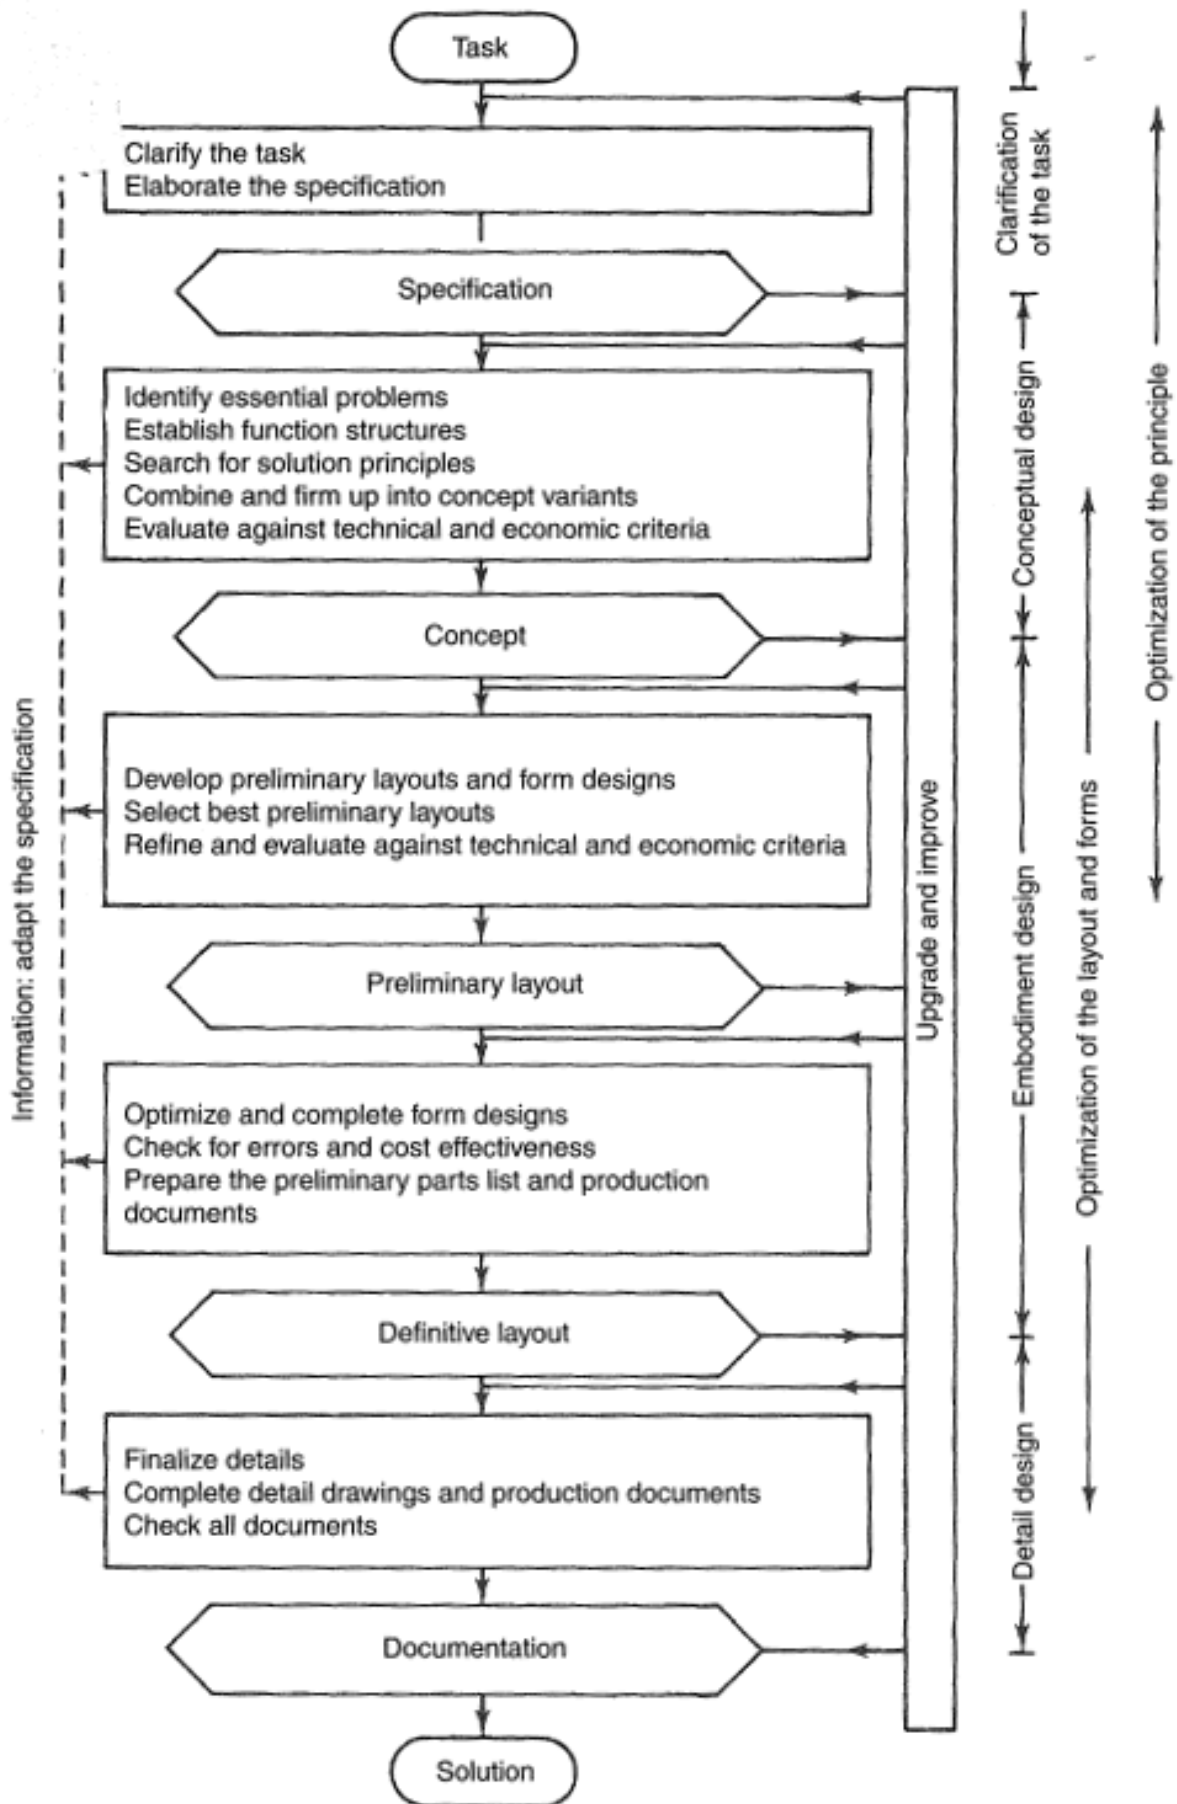 Task
Clarify the task
Elaborate the specification
Specification
Identify essential problems
Establish function structures
Search for solution principles
Combine and firm up into concept variants
Evaluate against technical and economic criteria
Concept
Develop preliminary layouts and form designs
Select best preliminary layouts
Refine and evaluate against technical and economic criteria
Preliminary layout
Optimize and complete form designs
Check for errors and cost effectiveness
Prepare the preliminary parts list and production
documents
Definitive layout
Finalize details
Complete detail drawings and production documents
Check all documents
Documentation
Solution
Information: adapt the specification
Upgrade and improve
Clarification
of the task
Conceptual design
Embodiment design
Detail design
Optimization of the layout and forms
Optimization of the principle